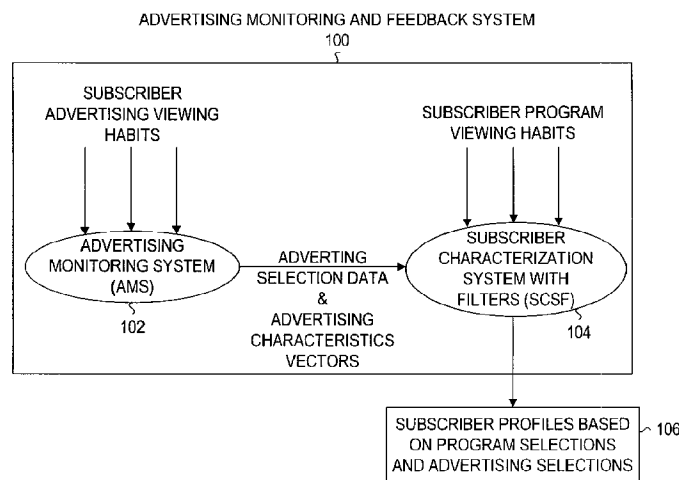 ADVERTISING MONITORING AND FEEDBACK SYSTEM
100
SUBSCRIBER
ADVERTISING VIEWING
HABITS
SUBSCRIBER PROGRAM
VIEWING HABITS
ADVERTISING
MONITORING SYSTEM
(AMS)
102
ADVERTING
SELECTION DATA
&
ADVERTISING
CHARACTERISTICS
VECTORS
SUBSCRIBER
CHARACTERIZATION
SYSTEM WITH
FILTERS (SCSF)
104
SUBSCRIBER PROFILES BASED
ON PROGRAM SELECTIONS
AND ADVERTISING SELECTIONS
106